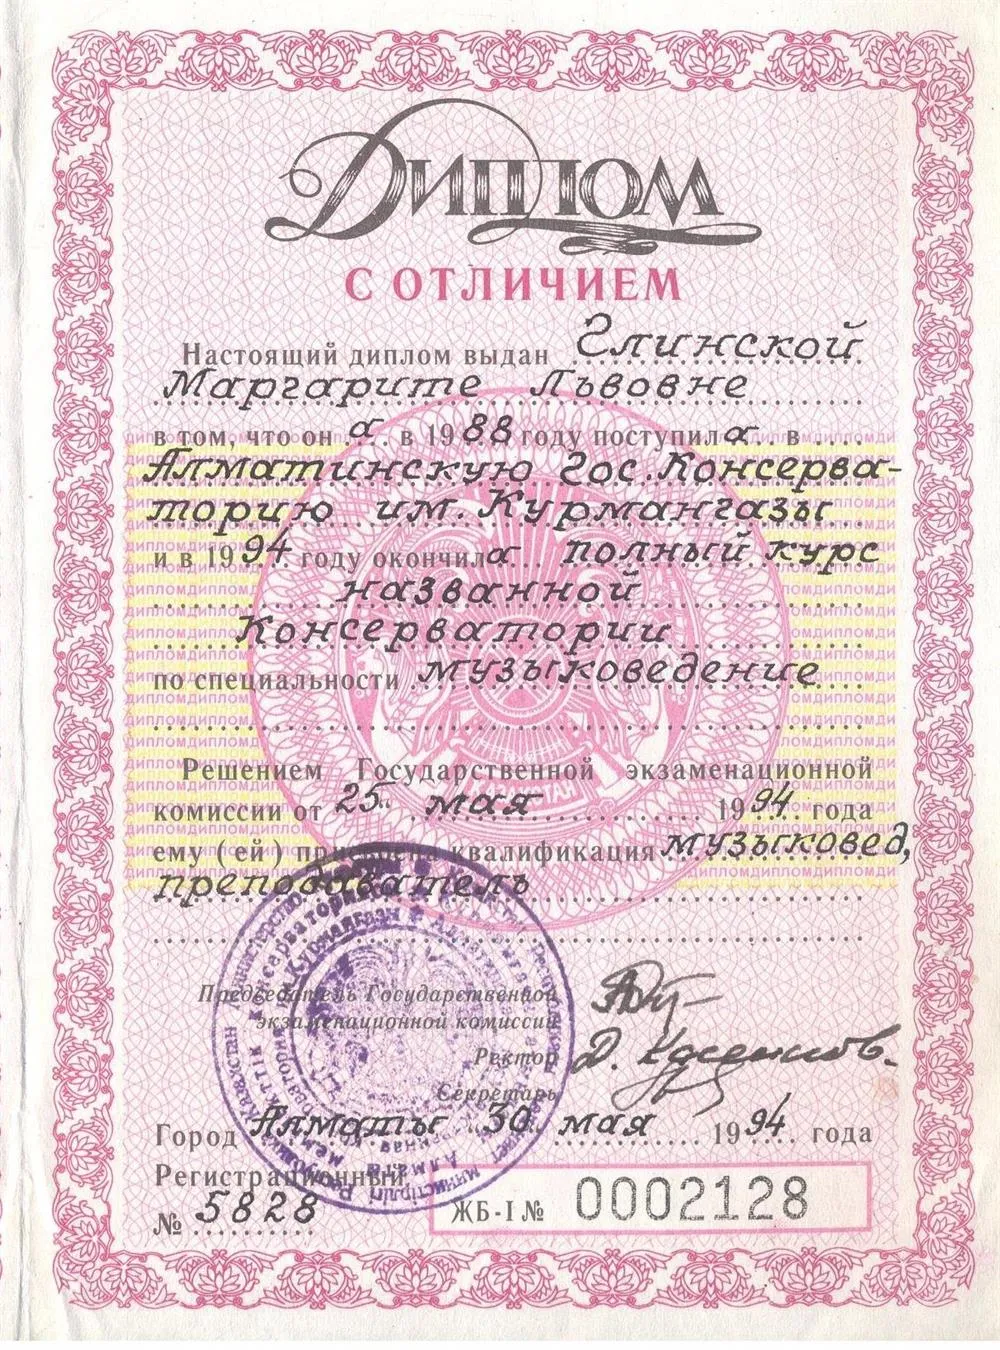 Диплом
С ОТЛИЧИЕМ
Настоящий диплом выдан Глинской
Маргарите Львовне
в том, что он а в 1988 году поступил а в
Алматинскую Гос. Консерва-
торию им. Курмангазы
и в 1994 году окончил а полный курс
названной
Консерватории
по специальности музыковедение
Решением Государственной экзаменационной
комиссии от 25 мая 1994 года
ему ( ей ) присвоена квалификация музыковед,
преподаватель
Председатель Государственной
экзаменационной комиссии
Ректор
Секретарь
Город Алматы 30 мая 1994 года
Регистрационный
№ 5828
ЖБ-I № 0002128